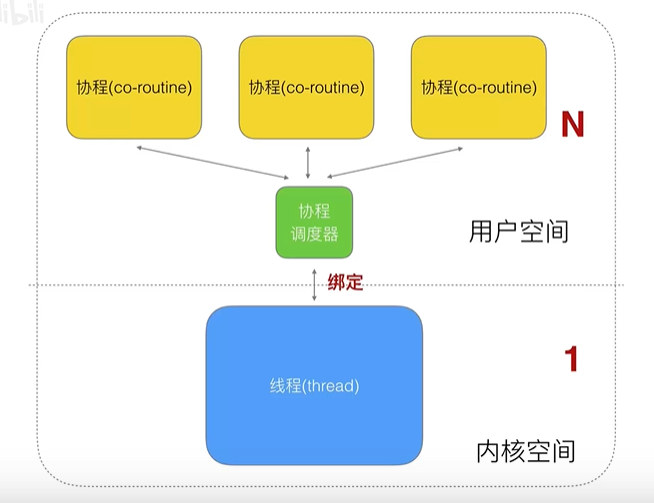 bilibili
协程(co-routine)
协程(co-routine)
协程(co-routine)
N
协程
调度器
用户空间
绑定
1
线程(thread)
内核空间